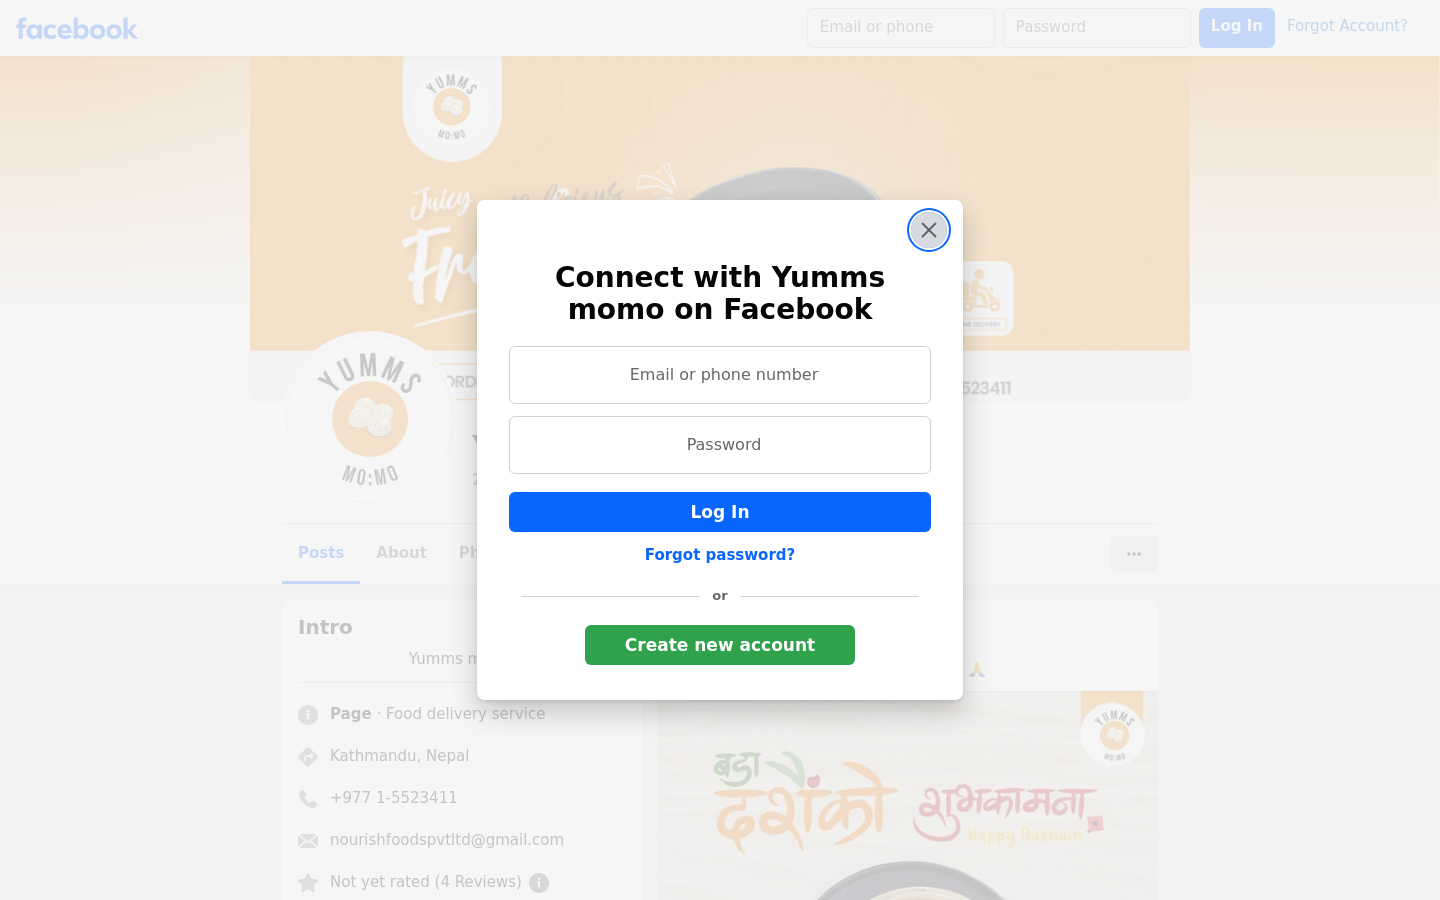 facebook
Email or phone
Password
Log In
Forgot Account?
YUMMS
MO:MO
Juicy
Delicious
Connect with Yumms
momo on Facebook
Email or phone number
Password
Log In
Forgot password?
or
Create new account
DELIVERY
523411
YUMMS
MO:MO
Posts
About
Intro
Yumms
Page · Food delivery service
Kathmandu, Nepal
+977 1-5523411
nourishfoodspvtltd@gmail.com
Not yet rated (4 Reviews)
🙏
YUMMS
MO:MO
बडा
दशैंको
शुभकामना
Happy Dashain